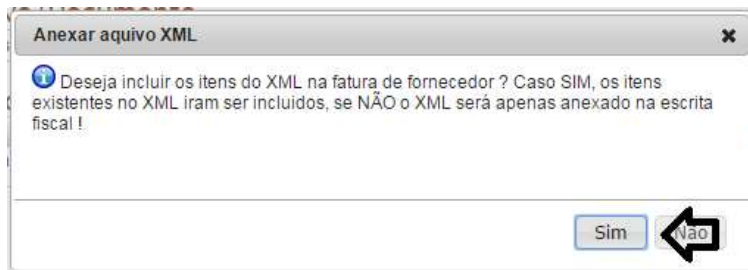 Anexar aquivo XML
Deseja incluir os itens do XML na fatura de fornecedor ? Caso SIM, os itens
existentes no XML iram ser incluidos, se NÃO o XML será apenas anexado na escrita
fiscal !
Sim
Não